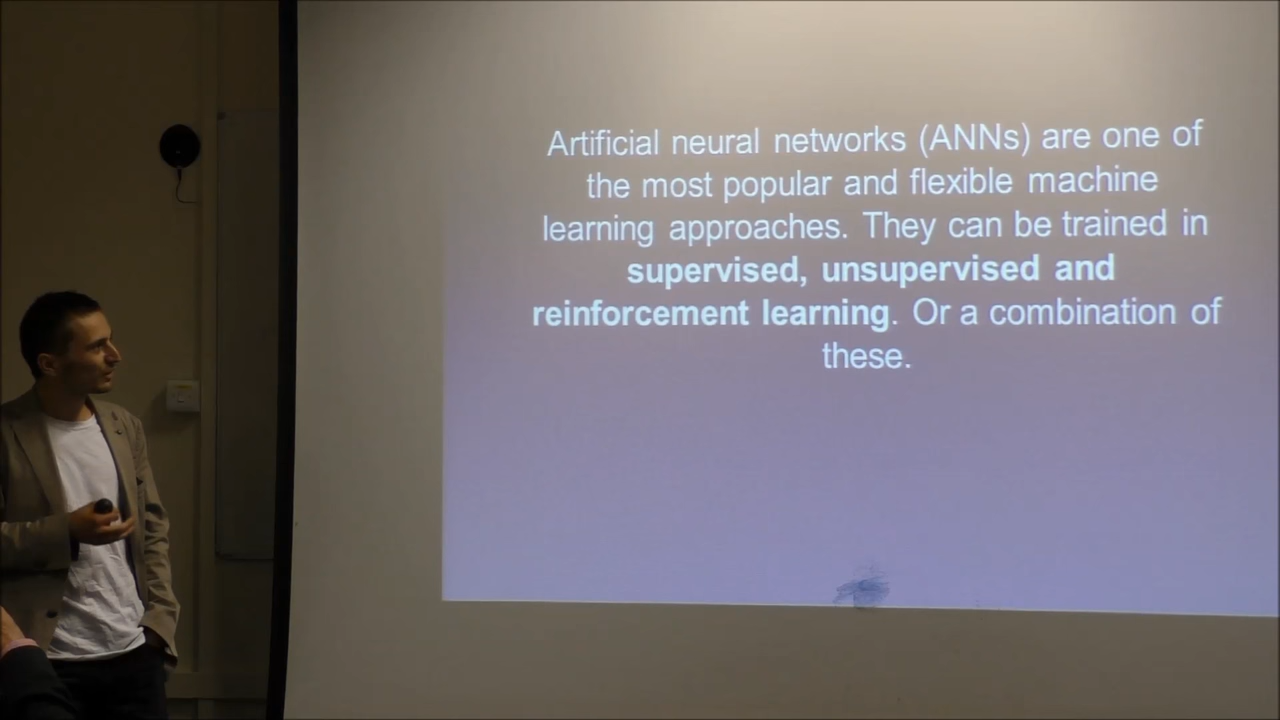 Artificial neural networks (ANNs) are one of
the most popular and flexible machine
learning approaches. They can be trained in
supervised, unsupervised and
reinforcement learning. Or a combination of
these.